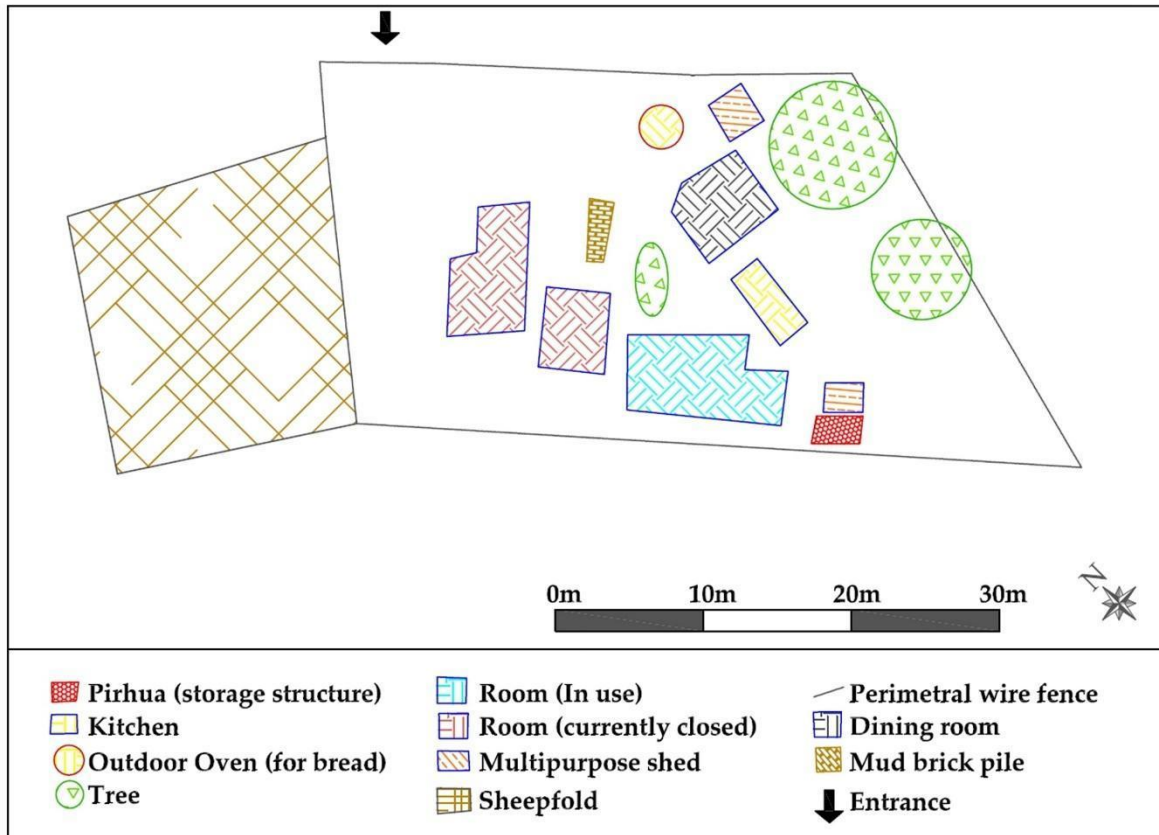 N
0m 10m 20m 30m
Pirhua (storage structure)
Kitchen
Outdoor Oven (for bread)
Tree
Room (In use)
Room (currently closed)
Multipurpose shed
Sheepfold
Perimetral wire fence
Dining room
Mud brick pile
Entrance